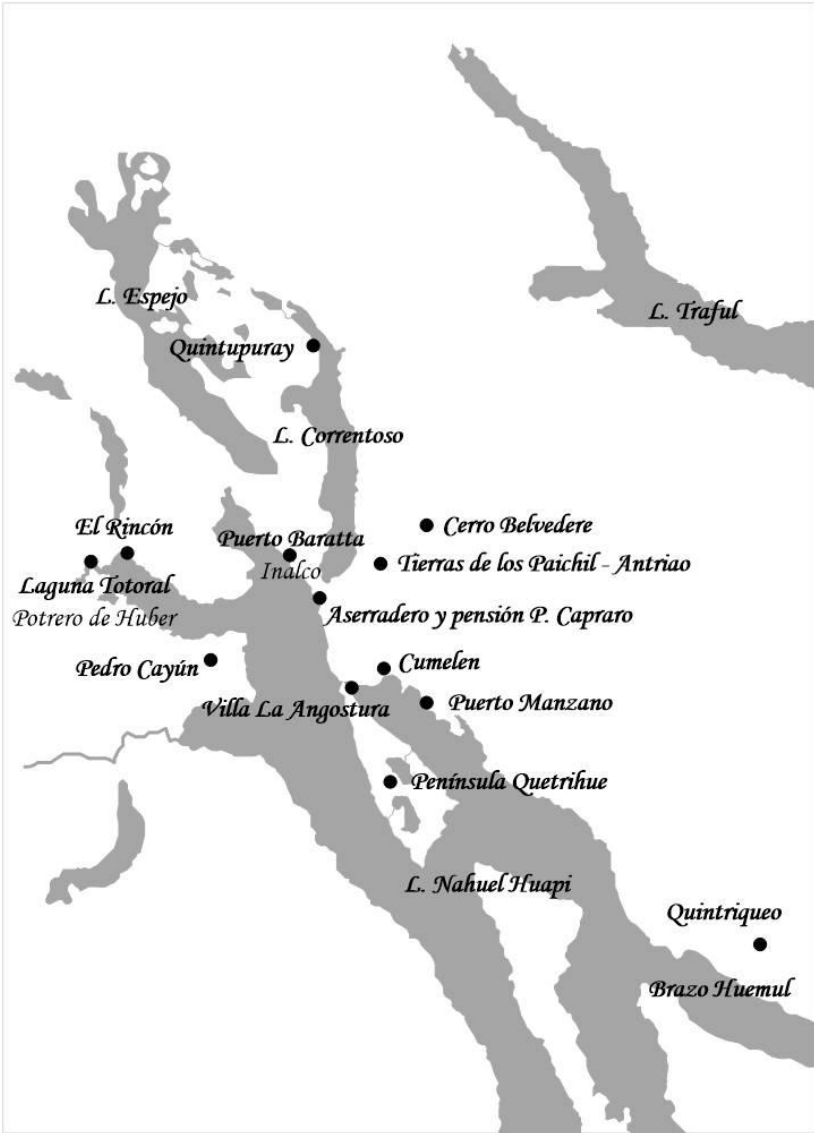 L. Espejo
L. Traful
Quintupuray
L. Correntoso
El Rincón
Puerto Baratta
Cerro Belvedere
Inalco
Tierras de los Paichil - Antriao
Laguna Totoral
Potrero de Huber
Aserradero y pensión P. Capraro
Pedro Cayún
Cumelen
Villa La Angostura
Puerto Manzano
Península Quetrihue
L. Nahuel Huapi
Quintriqueo
Brazo Huemul